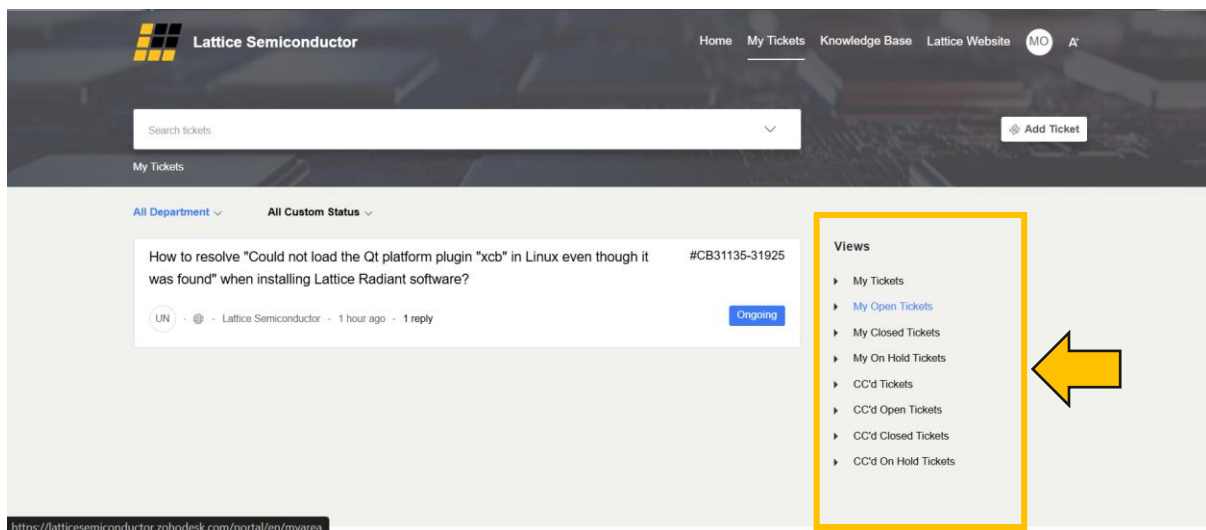 Lattice Semiconductor
Home My Tickets Knowledge Base Lattice Website MO A+
Search tickets
Add Ticket
My Tickets
All Department
All Custom Status
How to resolve "Could not load the Qt platform plugin "xcb" in Linux even though it
was found" when installing Lattice Radiant software?
#CB31135-31925
UN - Lattice Semiconductor - 1 hour ago - 1 reply
Ongoing
Views
My Tickets
My Open Tickets
My Closed Tickets
My On Hold Tickets
CC'd Tickets
CC'd Open Tickets
CC'd Closed Tickets
CC'd On Hold Tickets
https://latticesemiconductor.zohodesk.com/portal/en/myarea